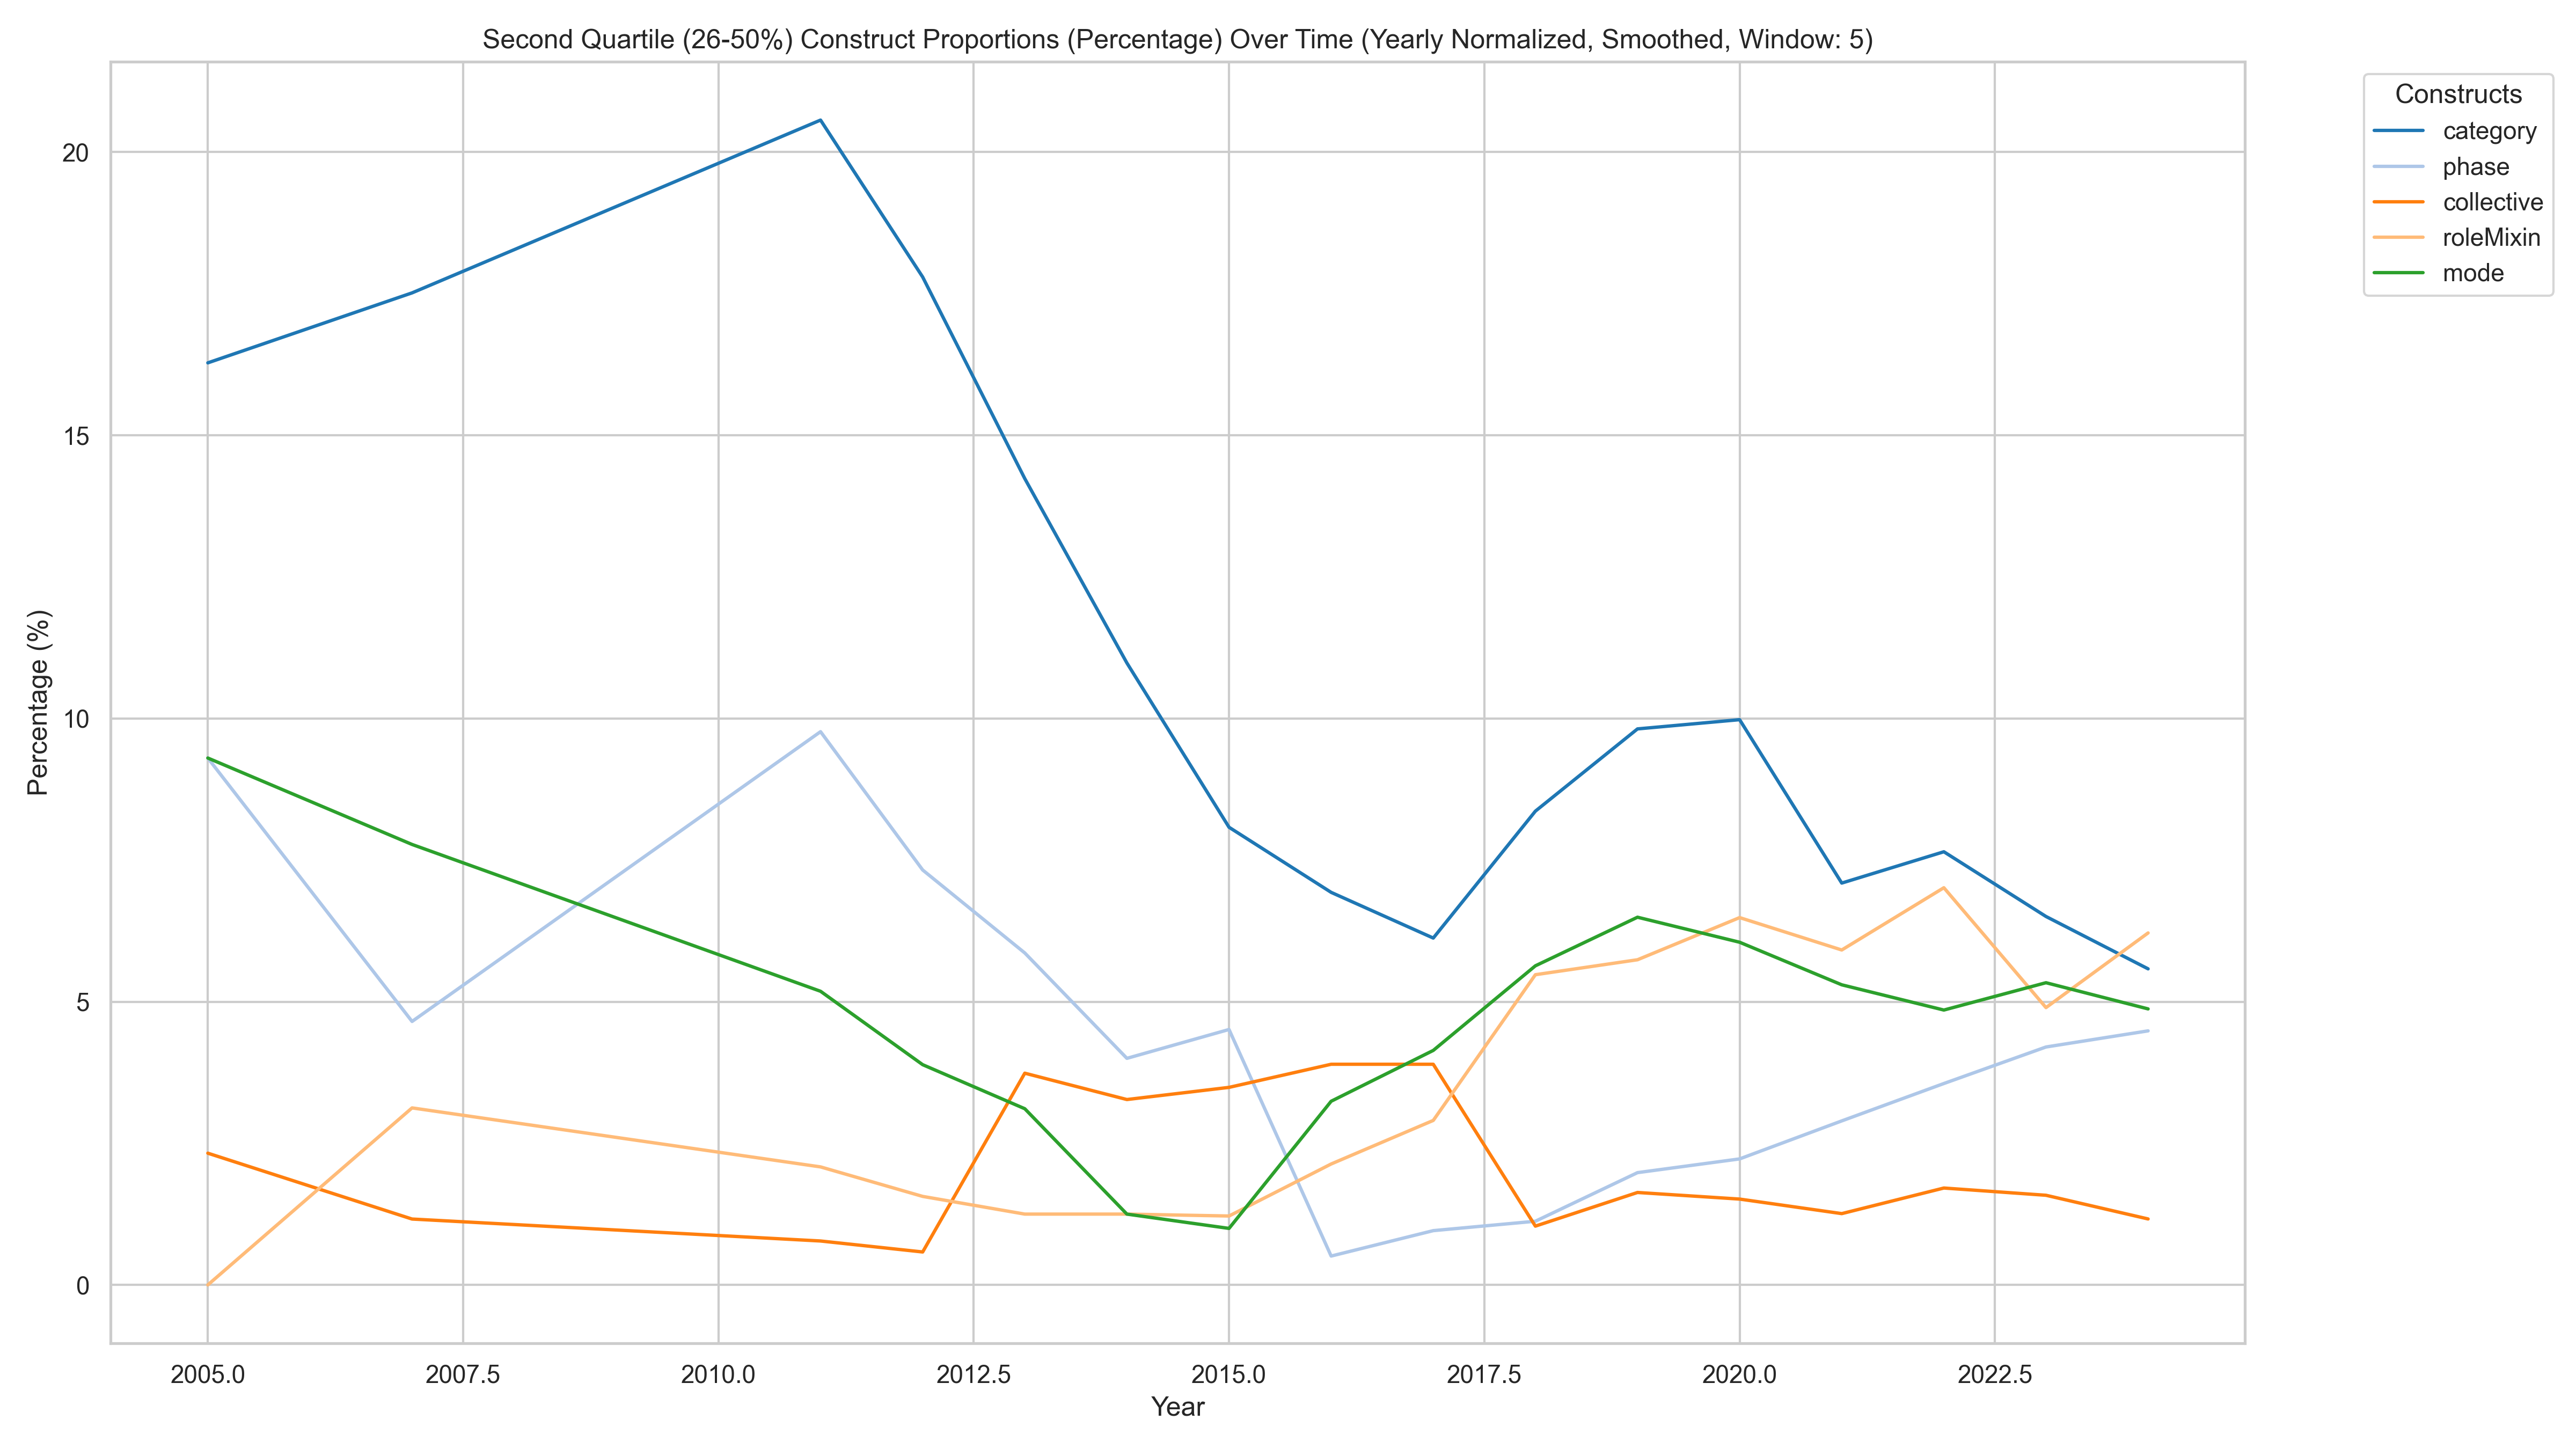 Second Quartile (26-50%) Construct Proportions (Percentage) Over Time (Yearly Normalized, Smoothed, Window: 5)
Constructs
category
phase
collective
roleMixin
mode
Percentage (%)
20
15
10
5
0
2005.0 2007.5 2010.0 2012.5 2015.0 2017.5 2020.0 2022.5
Year